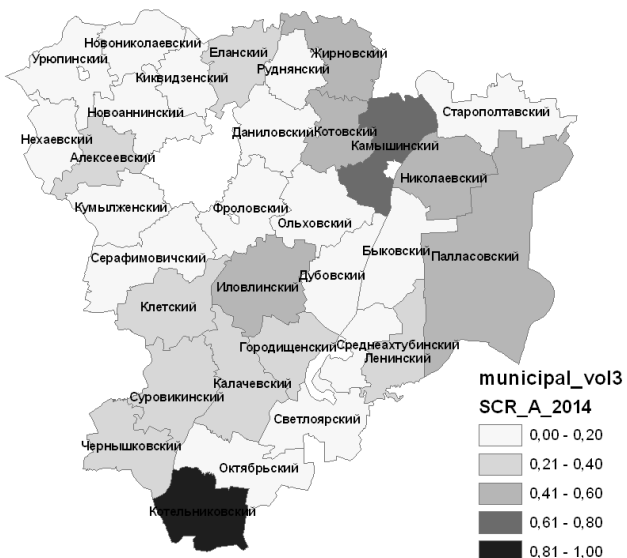 Новониколаевский
Урюпинский
Еланский
Жирновский
Руднянский
Киквидзенский
Новоаннинский
Старополтавский
Нехаевский
Даниловский
Котовский
Камышинский
Алексеевский
Николаевский
Кумылженский
Фроловский
Ольховский
Быковский
Палласовский
Серафимовичский
Дубовский
Иловлинский
Клетский
Городищенский
Среднеахтубинский
Ленинский
Калачевский
Суровикинский
Светлоярский
Чернышковский
Октябрьский
Котельниковский
municipal_vol3
SCR_A_2014
0,00 - 0,20
0,21 - 0,40
0,41 - 0,60
0,61 - 0,80
0,81 - 1,00